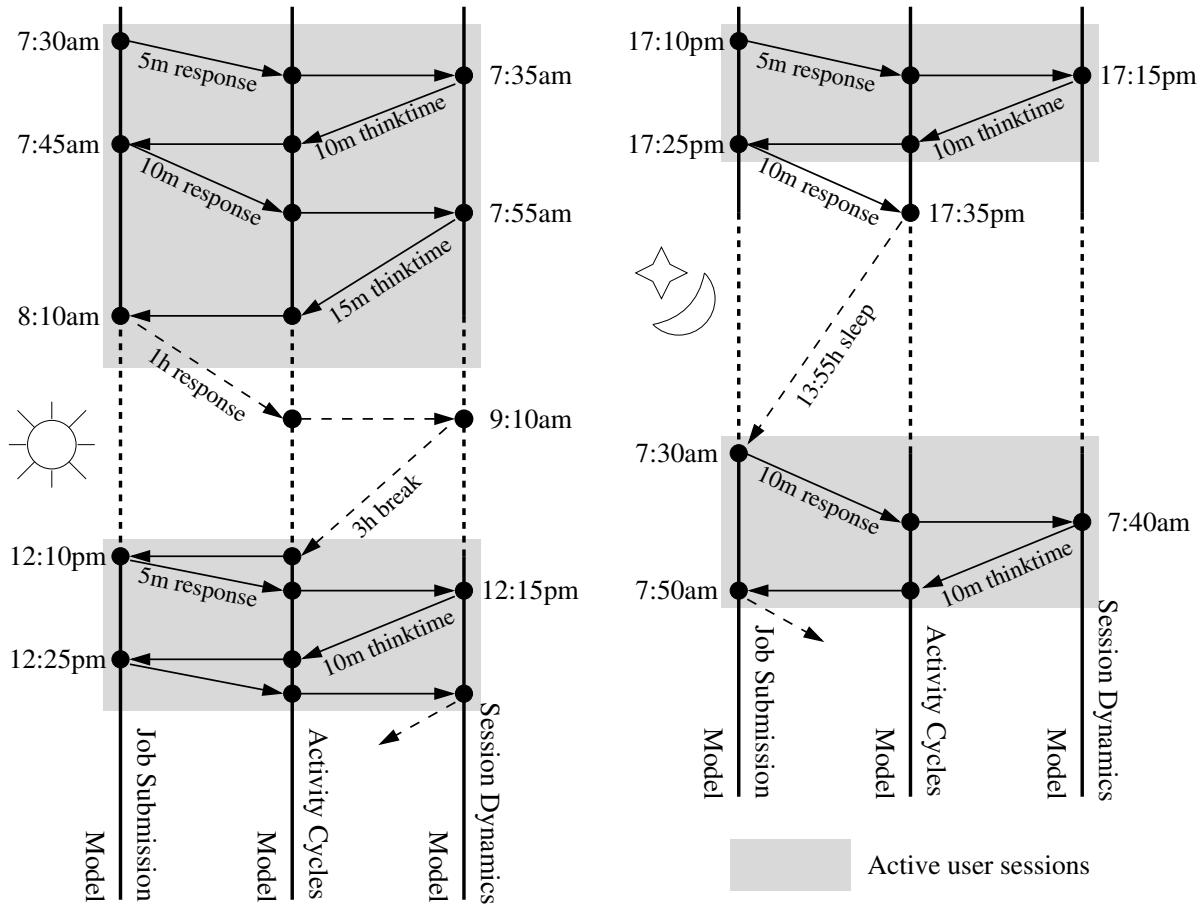 7:30am
5m response
7:35am
10m thinktime
7:45am
10m response
7:55am
15m thinktime
8:10am
1h response
9:10am
3h break
12:10pm
5m response
12:15pm
10m thinktime
12:25pm
Job Submission
Model
Activity Cycles
Model
Session Dynamics
Model
17:10pm
5m response
17:15pm
10m thinktime
17:25pm
10m response
17:35pm
13:55h sleep
7:30am
10m response
7:40am
10m thinktime
7:50am
Job Submission
Model
Activity Cycles
Model
Session Dynamics
Model
Active user sessions